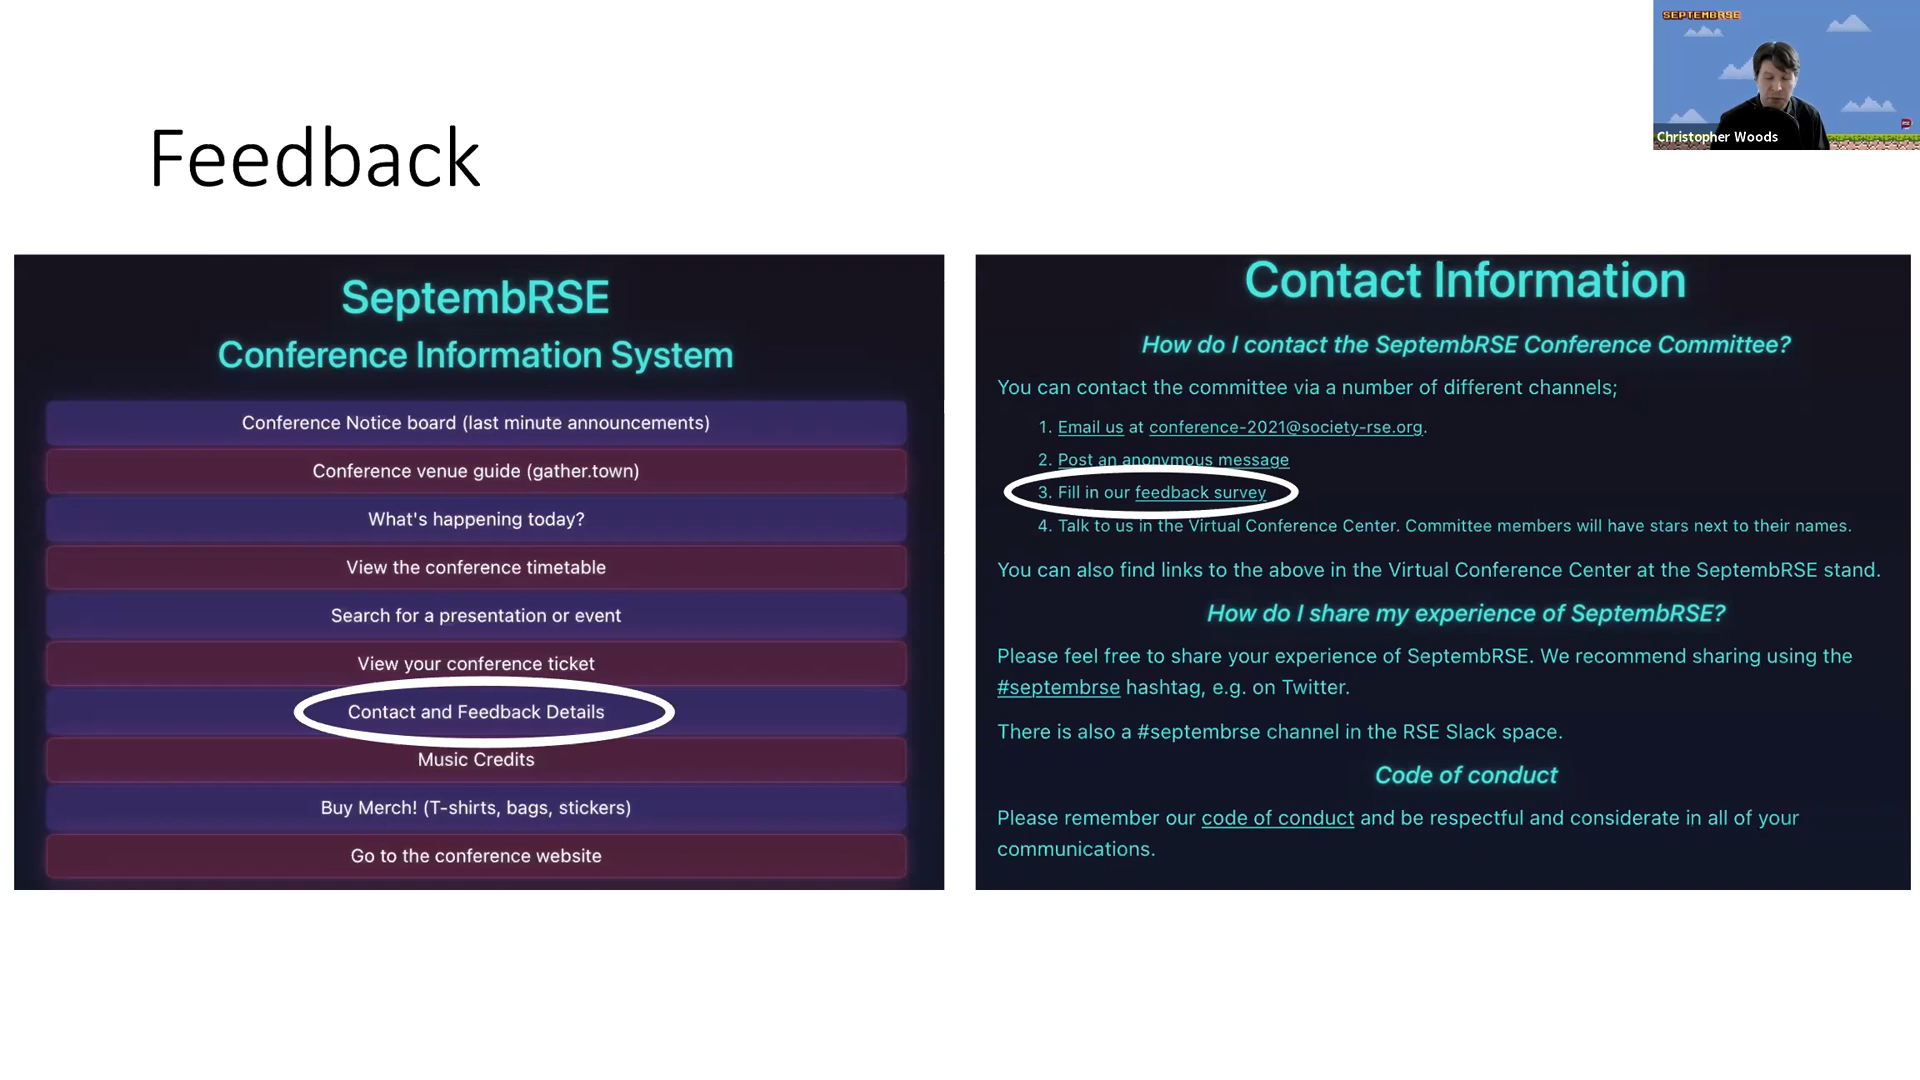 SEPTEMBRSE
Christopher Woods
Feedback
SeptembRSE
Conference Information System
Conference Notice board (last minute announcements)
Conference venue guide (gather.town)
What's happening today?
View the conference timetable
Search for a presentation or event
View your conference ticket
Contact and Feedback Details
Music Credits
Buy Merch! (T-shirts, bags, stickers)
Go to the conference website
Contact Information
How do I contact the SeptembRSE Conference Committee?
You can contact the committee via a number of different channels;
1. Email us at conference-2021@society-rse.org.
2. Post an anonymous message
3. Fill in our feedback survey
4. Talk to us in the Virtual Conference Center. Committee members will have stars next to their names.
You can also find links to the above in the Virtual Conference Center at the SeptembRSE stand.
How do I share my experience of SeptembRSE?
Please feel free to share your experience of SeptembRSE. We recommend sharing using the
#septembrse hashtag, e.g. on Twitter.
There is also a #septembrse channel in the RSE Slack space.
Code of conduct
Please remember our code of conduct and be respectful and considerate in all of your
communications.